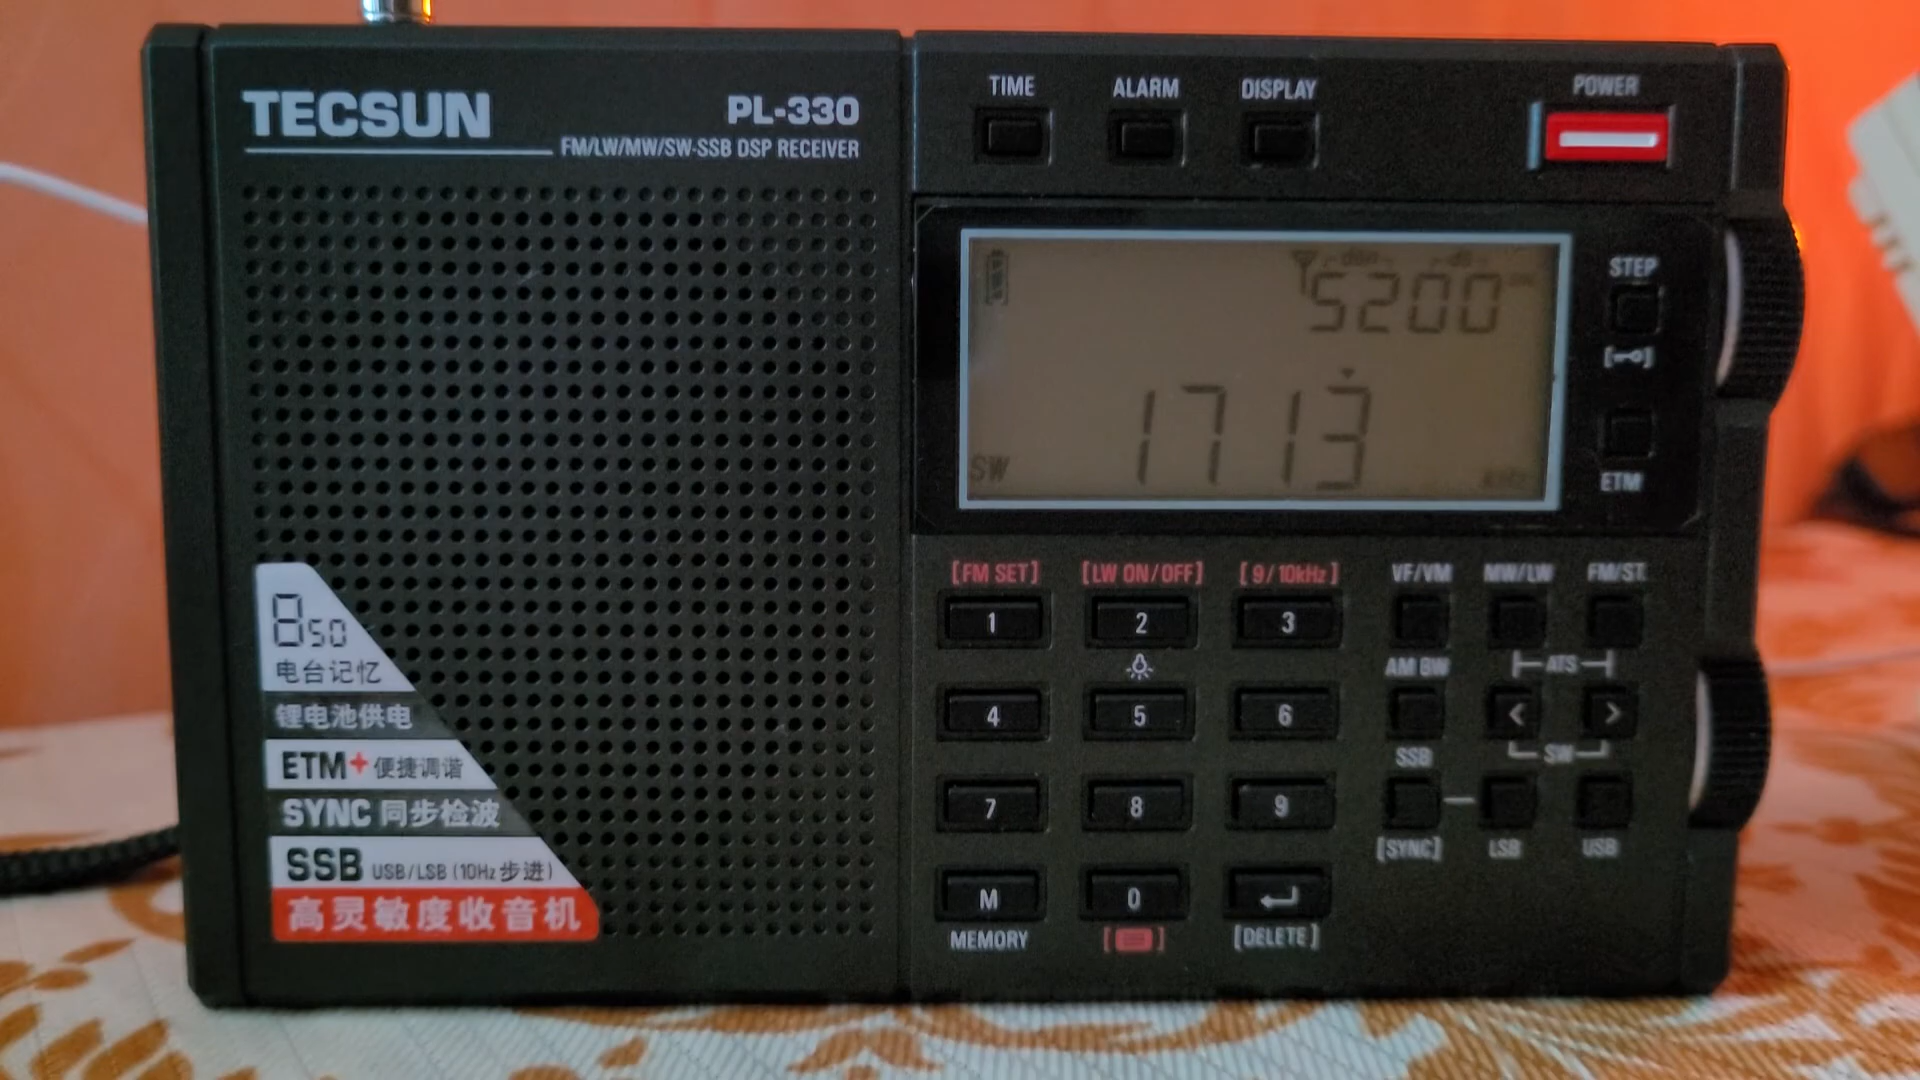 TECSUN
PL-330
FM/LW/MW/SW-SSB DSP RECEIVER
TIME ALARM DISPLAY POWER
5200
1713
SW
STEP
ETM
850
电台记忆
锂电池供电
ETM+ 便捷调谐
SYNC 同步检波
SSB USB/LSB (10Hz 步进)
高灵敏度收音机
[FM SET] [LW ON/OFF] [9/10kHz] VF/VM MW/LW FM/ST
1 2 3
AM BW ATS
4 5 6 < >
SSB SW
7 8 9
[SYNC] LSB USB
M 0
MEMORY [DELETE]